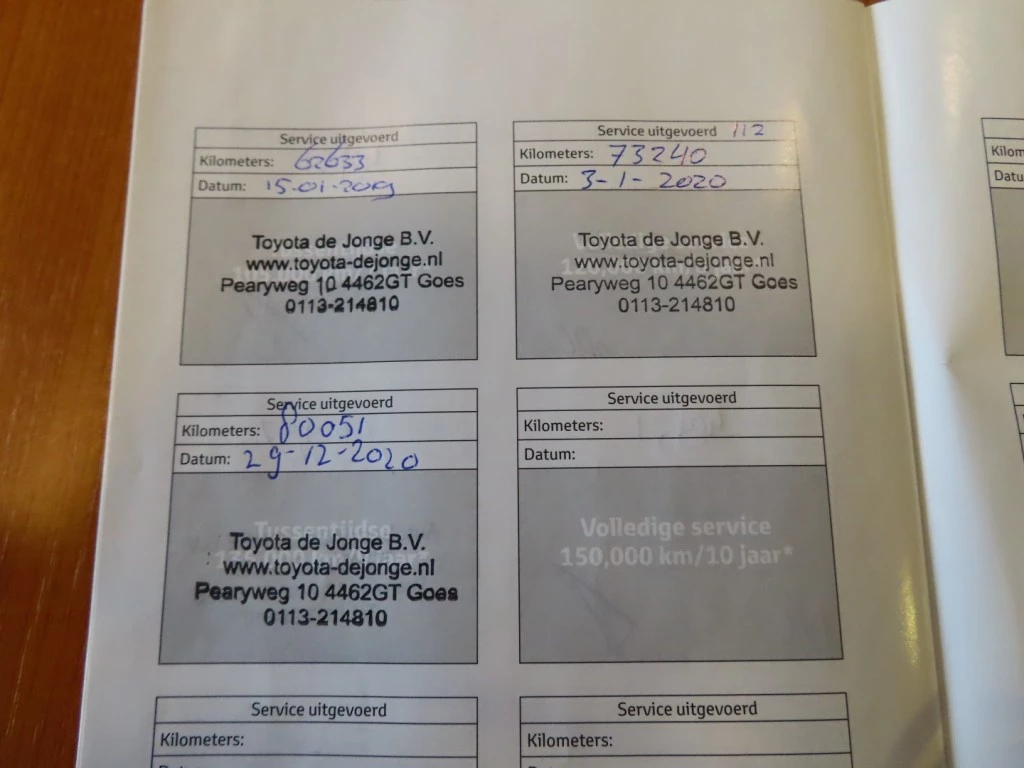 Service uitgevoerd
Kilometers: 62633
Datum: 15-01-2019
Toyota de Jonge B.V.
www.toyota-dejonge.nl
Pearyweg 10 4462GT Goes
0113-214810
Service uitgevoerd 112
Kilometers: 73240
Datum: 3-1-2020
Toyota de Jonge B.V.
www.toyota-dejonge.nl
Pearyweg 10 4462GT Goes
0113-214810
Service uitgevoerd
Kilometers: 80051
Datum: 29-12-2020
Tussentijdse
Toyota de Jonge B.V.
www.toyota-dejonge.nl
Pearyweg 10 4462GT Goes
0113-214810
Service uitgevoerd
Kilometers:
Datum:
Volledige service
150,000 km/10 jaar*
Service uitgevoerd
Kilometers:
Service uitgevoerd
Kilometers: